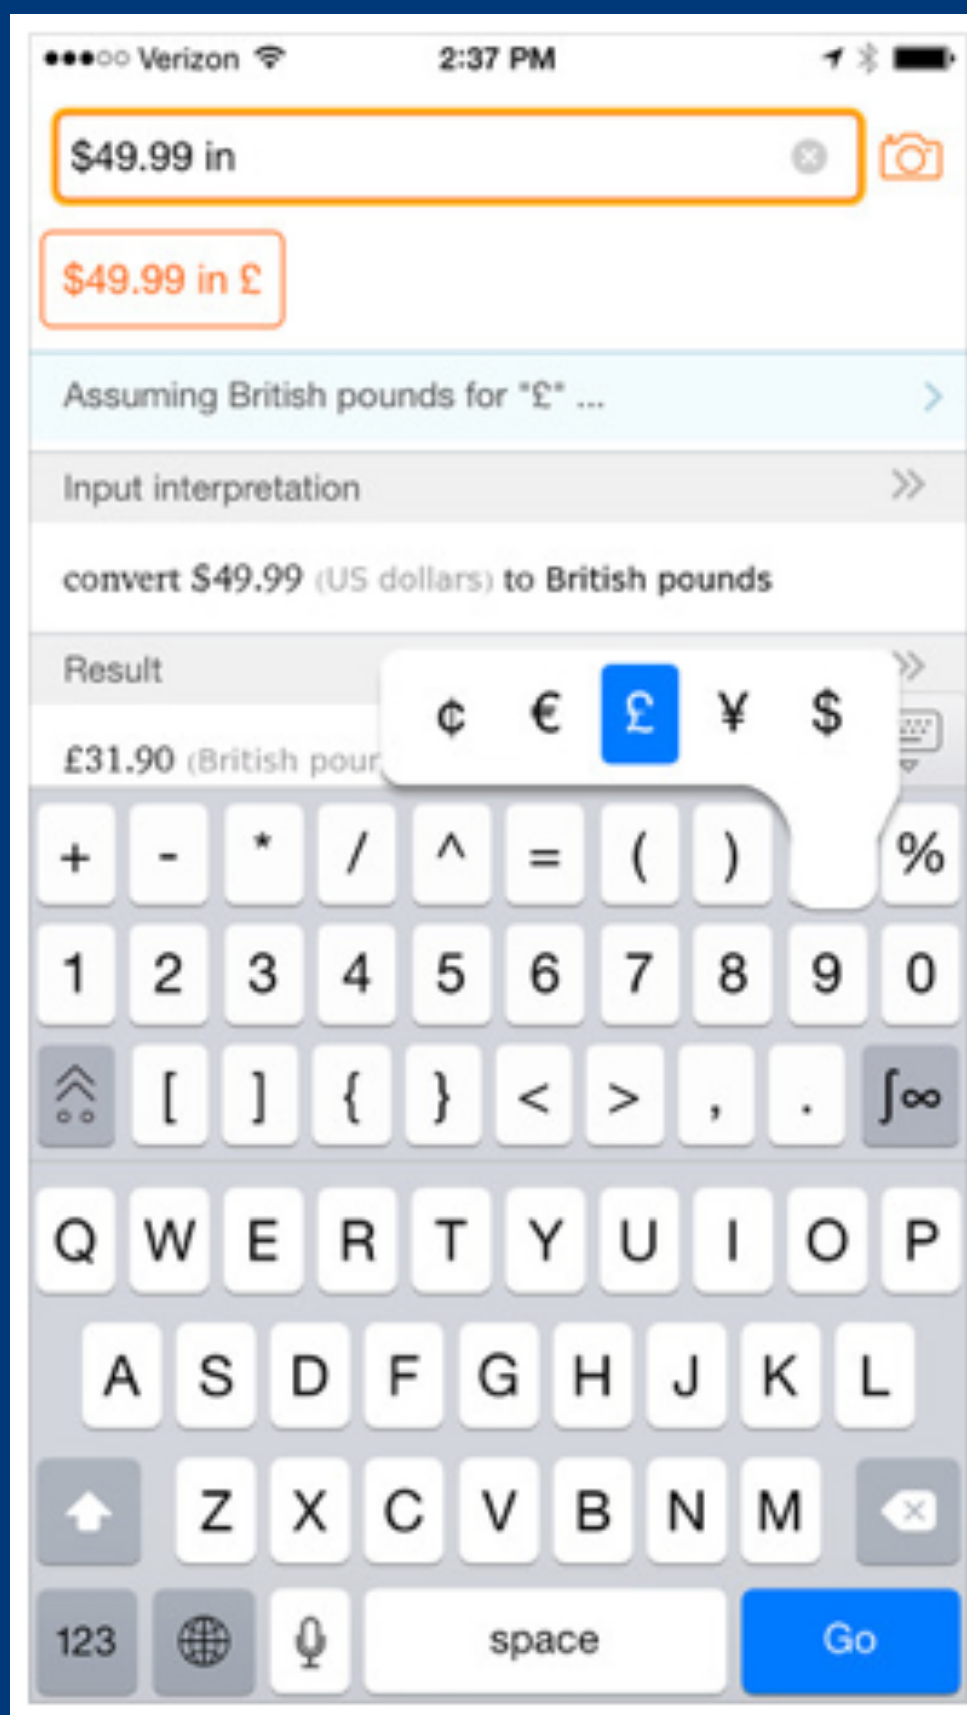 Verizon 2:37 PM
$49.99 in
$49.99 in £
Assuming British pounds for "£" ...
Input interpretation
convert $49.99 (US dollars) to British pounds
Result
¢ € £ ¥ $
£31.90 (British pour
+ - * / ^ = ( ) %
1 2 3 4 5 6 7 8 9 0
[ ] { } < > , . ∫∞
Q W E R T Y U I O P
A S D F G H J K L
Z X C V B N M
123 space Go